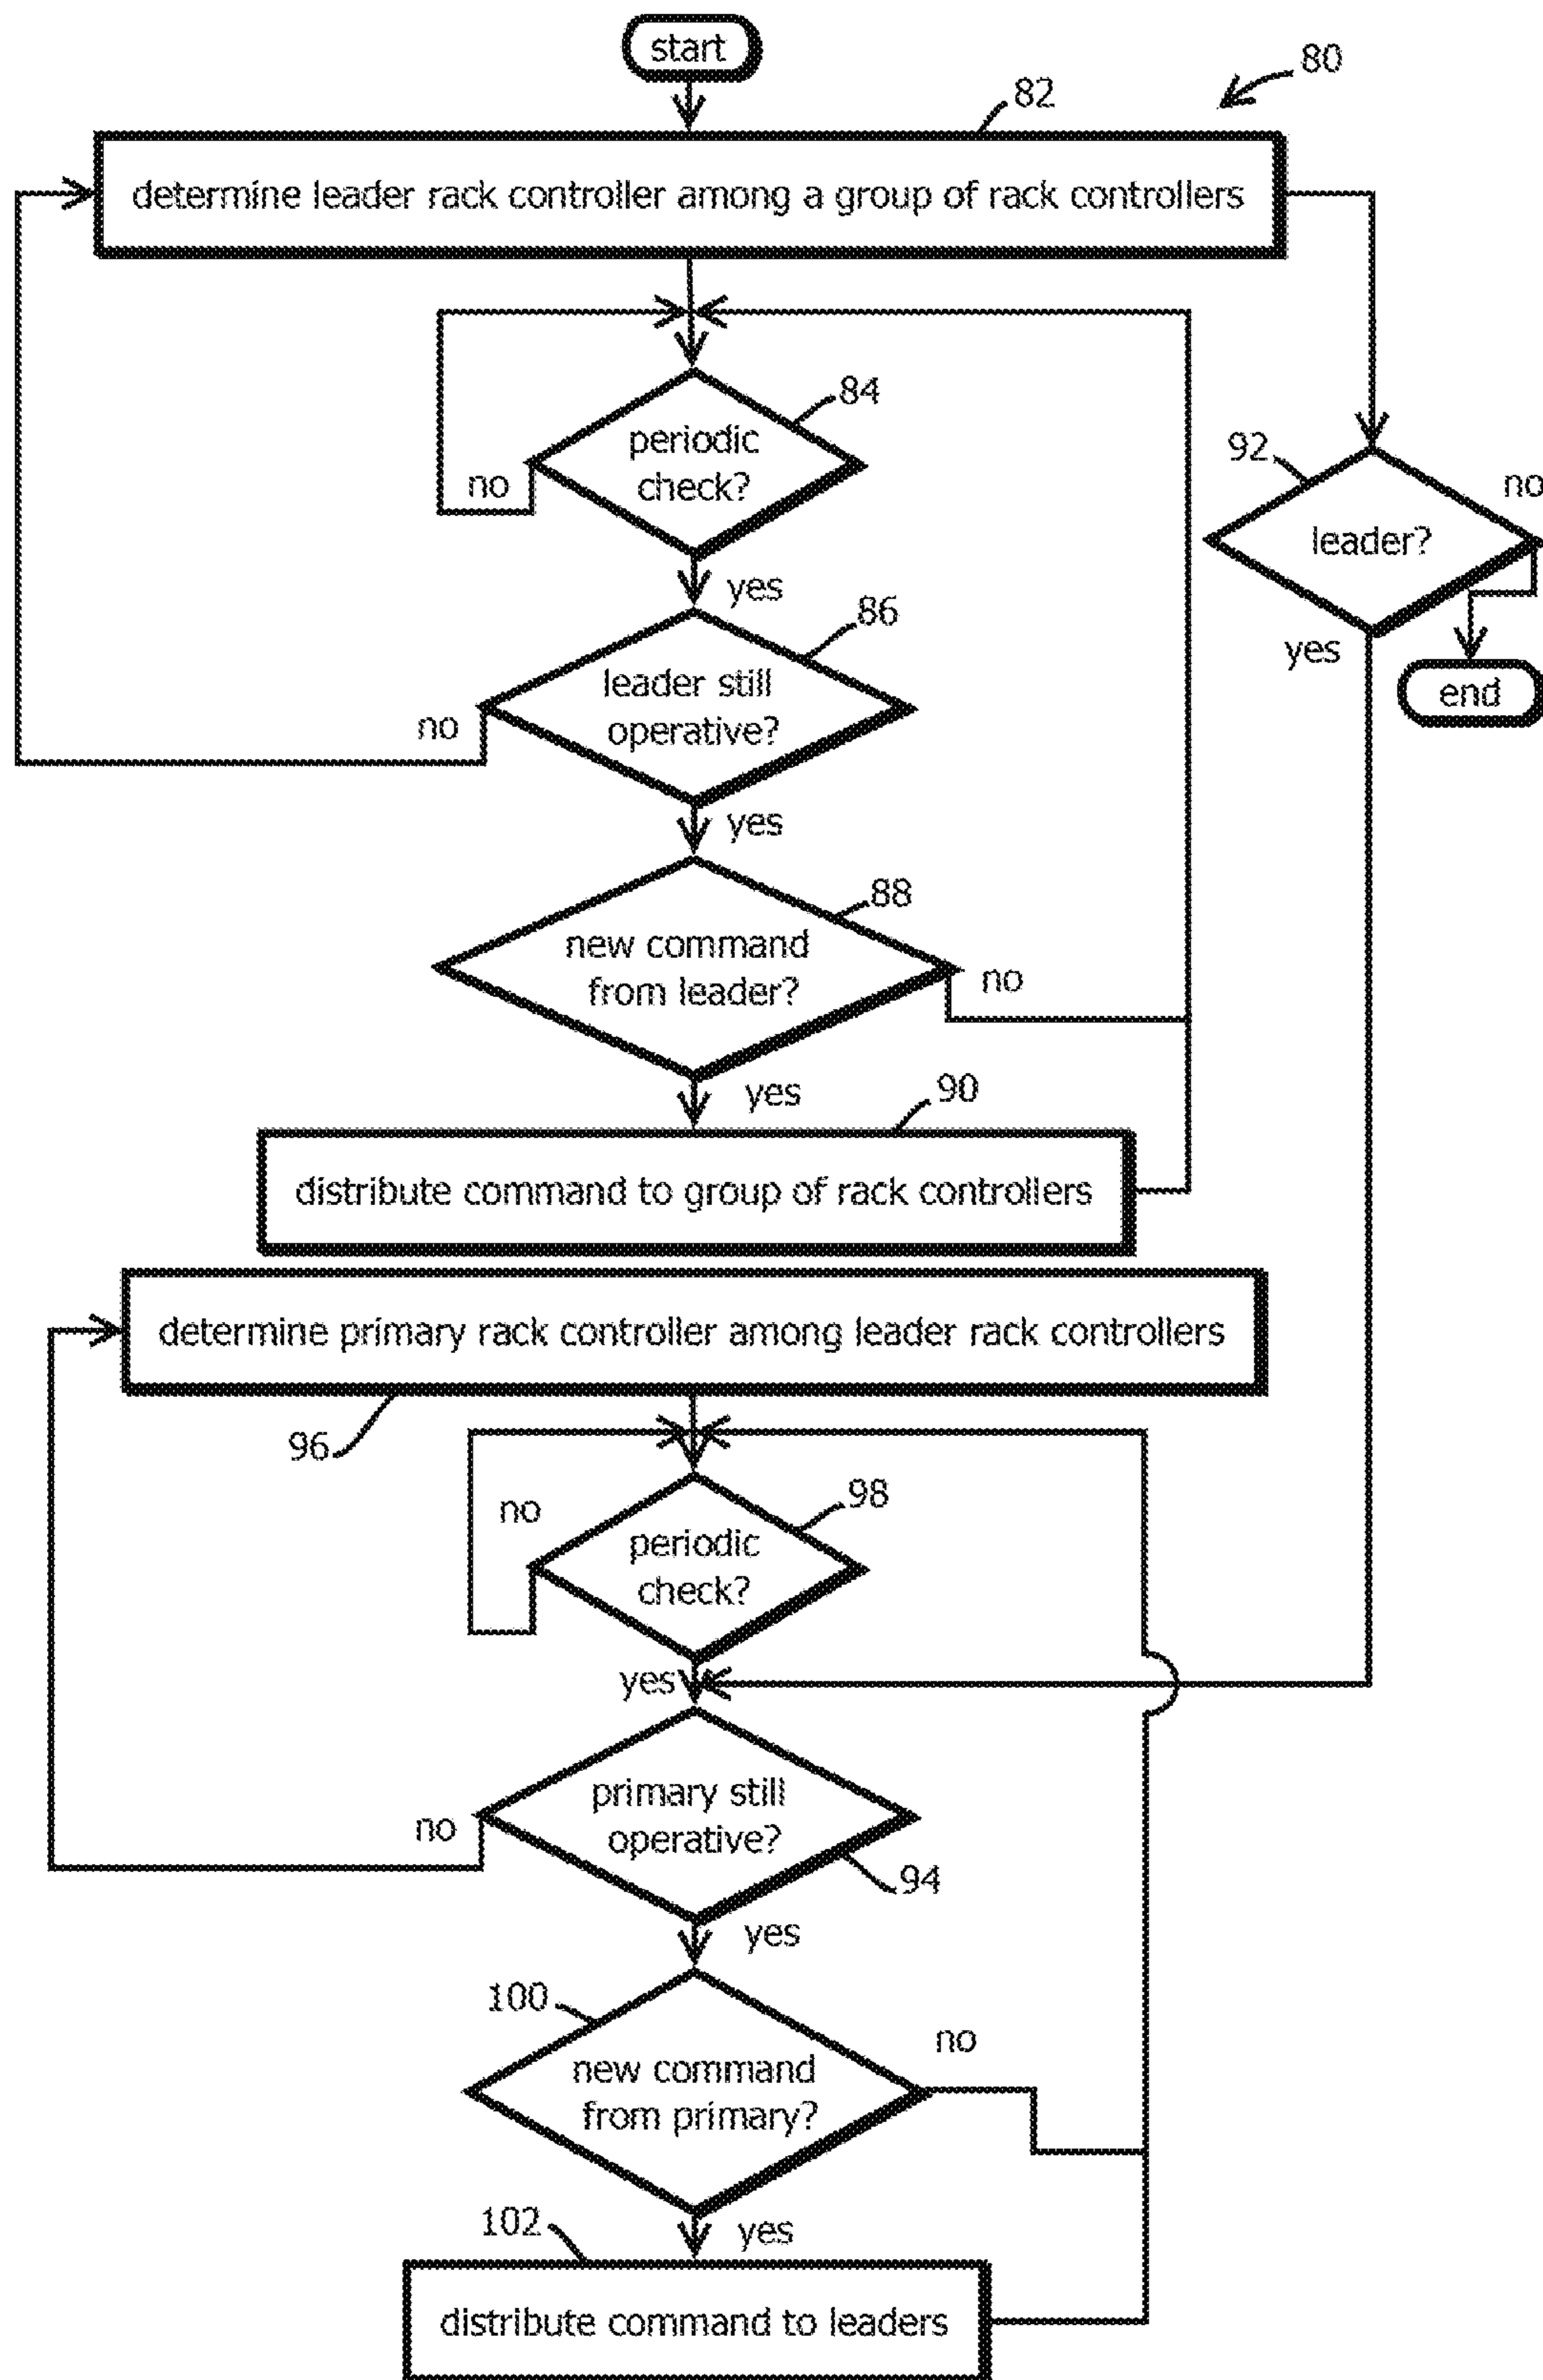 start
80
82
determine leader rack controller among a group of rack controllers
84
periodic
check?
no
92
no
leader?
yes
86
yes
end
leader still
operative?
no
yes
88
new command
from leader?
no
yes
90
distribute command to group of rack controllers
determine primary rack controller among leader rack controllers
96
98
no
periodic
check?
yes
primary still
operative?
no
94
yes
100
no
new command
from primary?
102
yes
distribute command to leaders